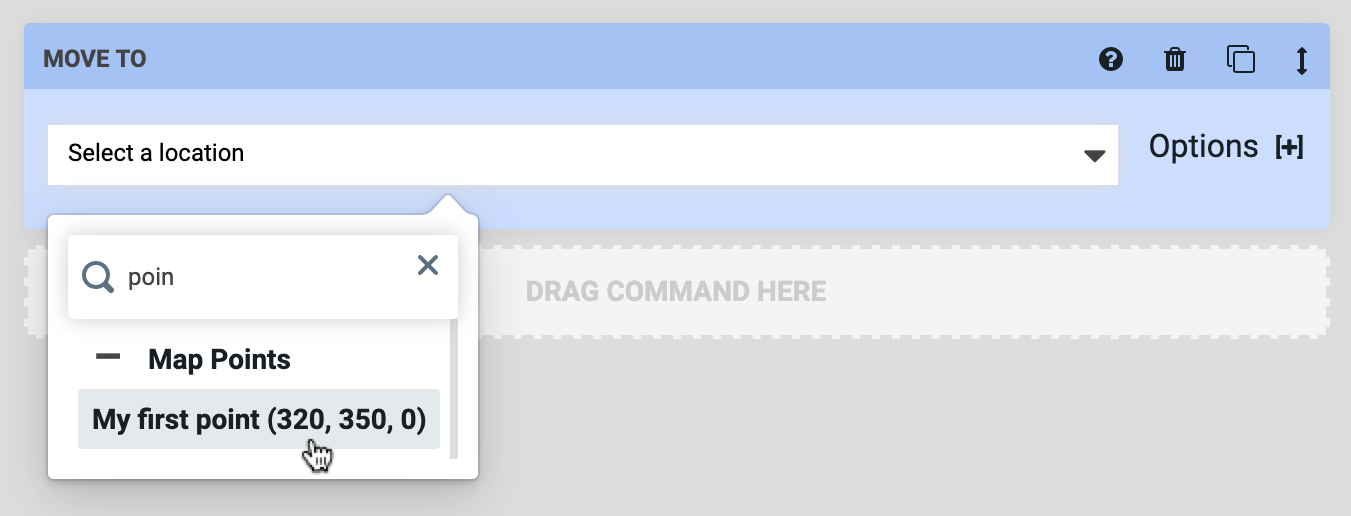 MOVE TO
Select a location
Options [+]
poin
DRAG COMMAND HERE
Map Points
My first point (320, 350, 0)